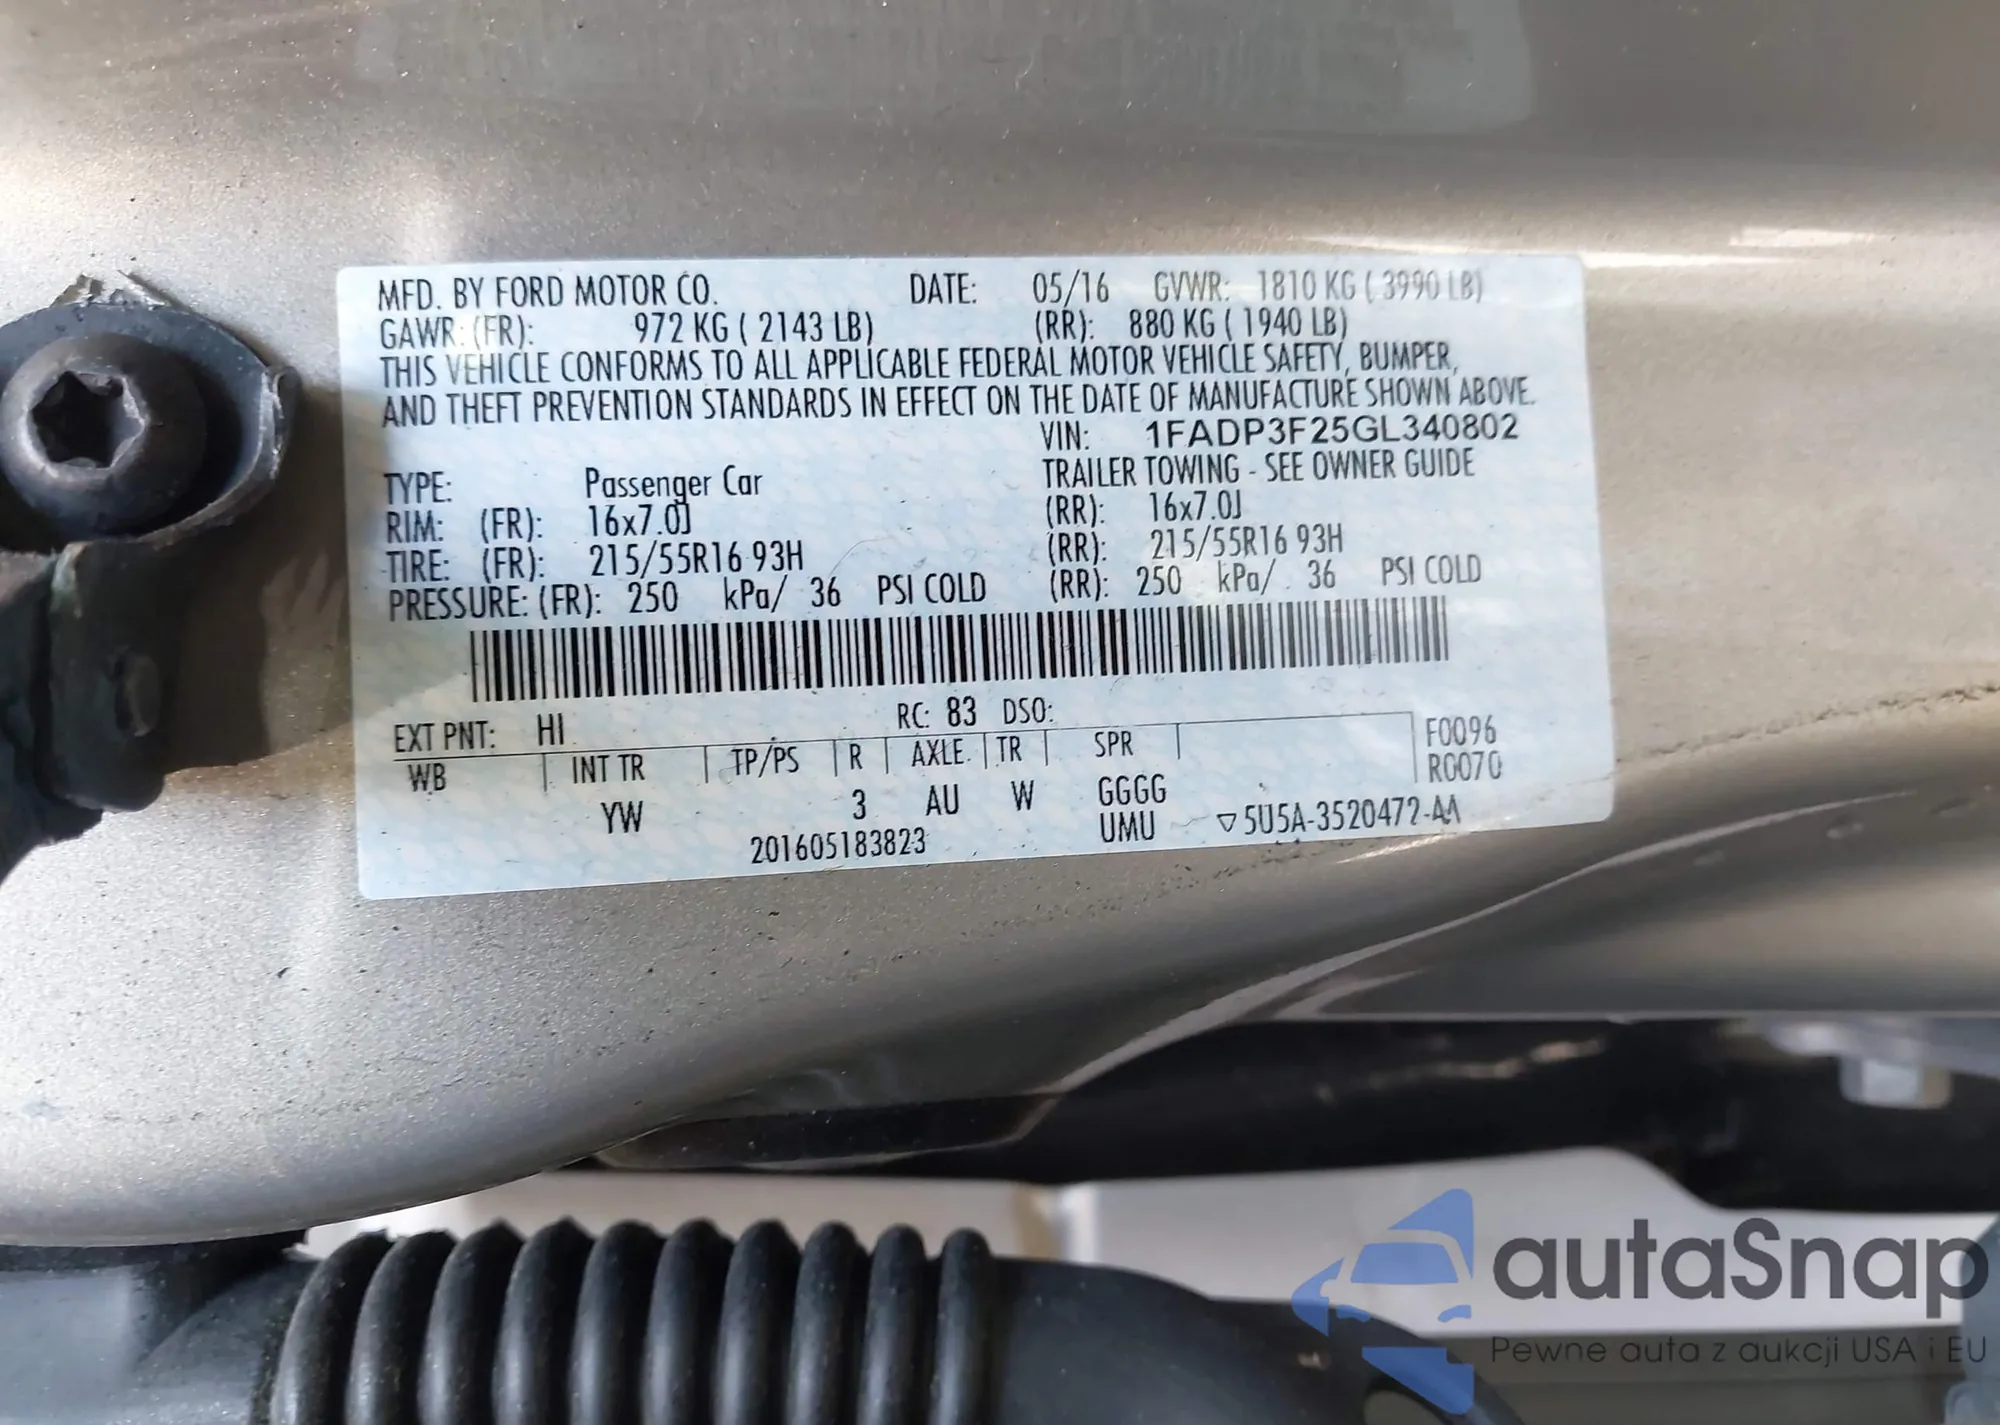 MFD. BY FORD MOTOR CO. DATE: 05/16 GVWR: 1810 KG ( 3990 LB)
GAWR: (FR): 972 KG ( 2143 LB) (RR): 880 KG ( 1940 LB)
THIS VEHICLE CONFORMS TO ALL APPLICABLE FEDERAL MOTOR VEHICLE SAFETY, BUMPER,
AND THEFT PREVENTION STANDARDS IN EFFECT ON THE DATE OF MANUFACTURE SHOWN ABOVE.
VIN: 1FADP3F25GL340802
TYPE: Passenger Car TRAILER TOWING - SEE OWNER GUIDE
RIM: (FR): 16x7.0J (RR): 16x7.0J
TIRE: (FR): 215/55R16 93H (RR): 215/55R16 93H
PRESSURE: (FR): 250 kPa/ 36 PSI COLD (RR): 250 kPa/ 36 PSI COLD
EXT PNT: HI RC: 83 DSO:
WB INT TR TP/PS R AXLE TR SPR F0096
R0070
YW 3 AU W GGGG
201605183823 UMU ▽5U5A-3520472-AA
autaSnap
Pewne auta z aukcji USA i EU